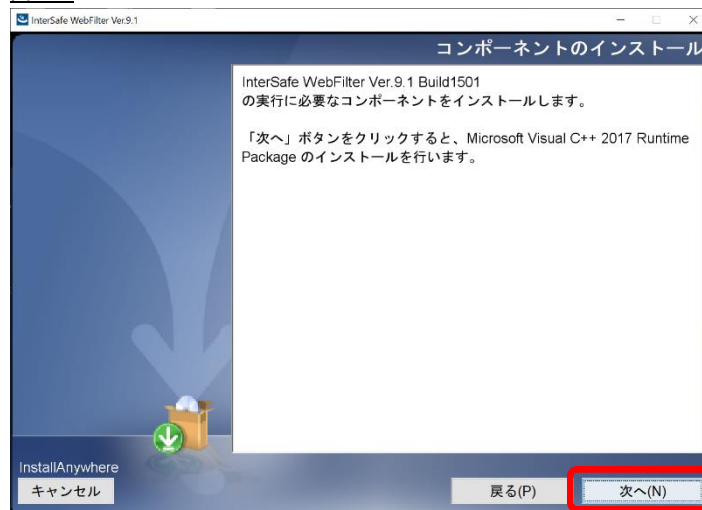 InterSafe WebFilter Ver.9.1
コンポーネントのインストール
InterSafe WebFilter Ver.9.1 Build1501
の実行に必要なコンポーネントをインストールします。
「次へ」ボタンをクリックすると、Microsoft Visual C++ 2017 Runtime
Package のインストールを行います。
InstallAnywhere
キャンセル
戻る(P)
次へ(N)